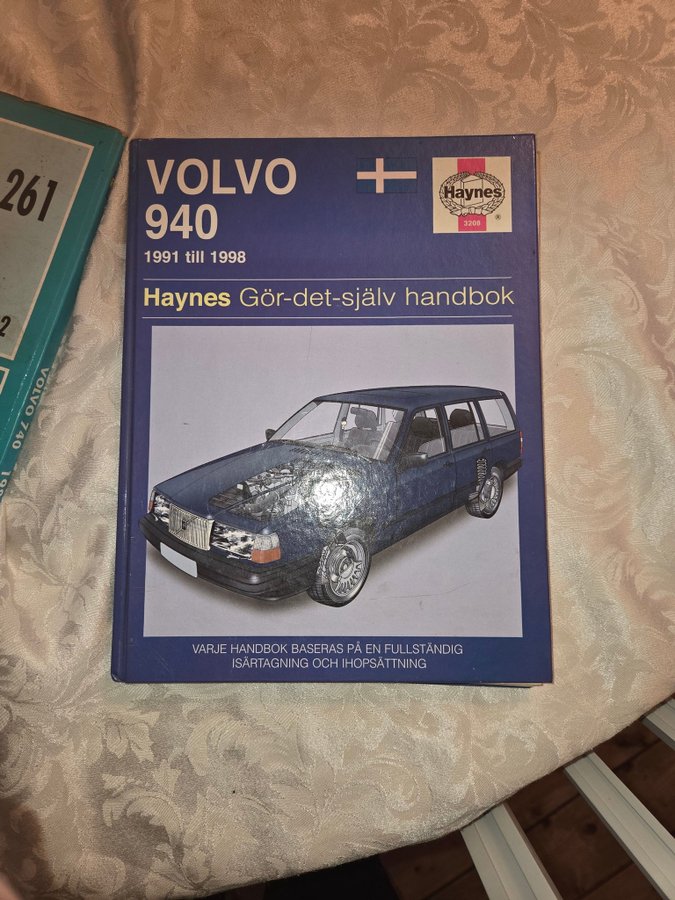 VOLVO
940
1991 till 1998
Haynes
3208
®
Haynes Gör-det-själv handbok
VARJE HANDBOK BASERAS PÅ EN FULLSTÄNDIG
ISÄRTAGNING OCH IHOPSÄTTNING
261
2
VOLVO 740